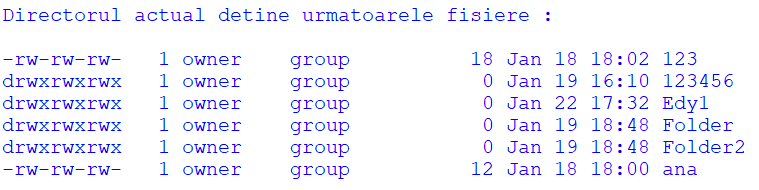 Directorul actual detine urmatoarele fisiere :
-rw-rw-rw- 1 owner group 18 Jan 18 18:02 123
drwxrwxrwx 1 owner group 0 Jan 19 16:10 123456
drwxrwxrwx 1 owner group 0 Jan 22 17:32 Edy1
drwxrwxrwx 1 owner group 0 Jan 19 18:48 Folder
drwxrwxrwx 1 owner group 0 Jan 19 18:48 Folder2
-rw-rw-rw- 1 owner group 12 Jan 18 18:00 ana